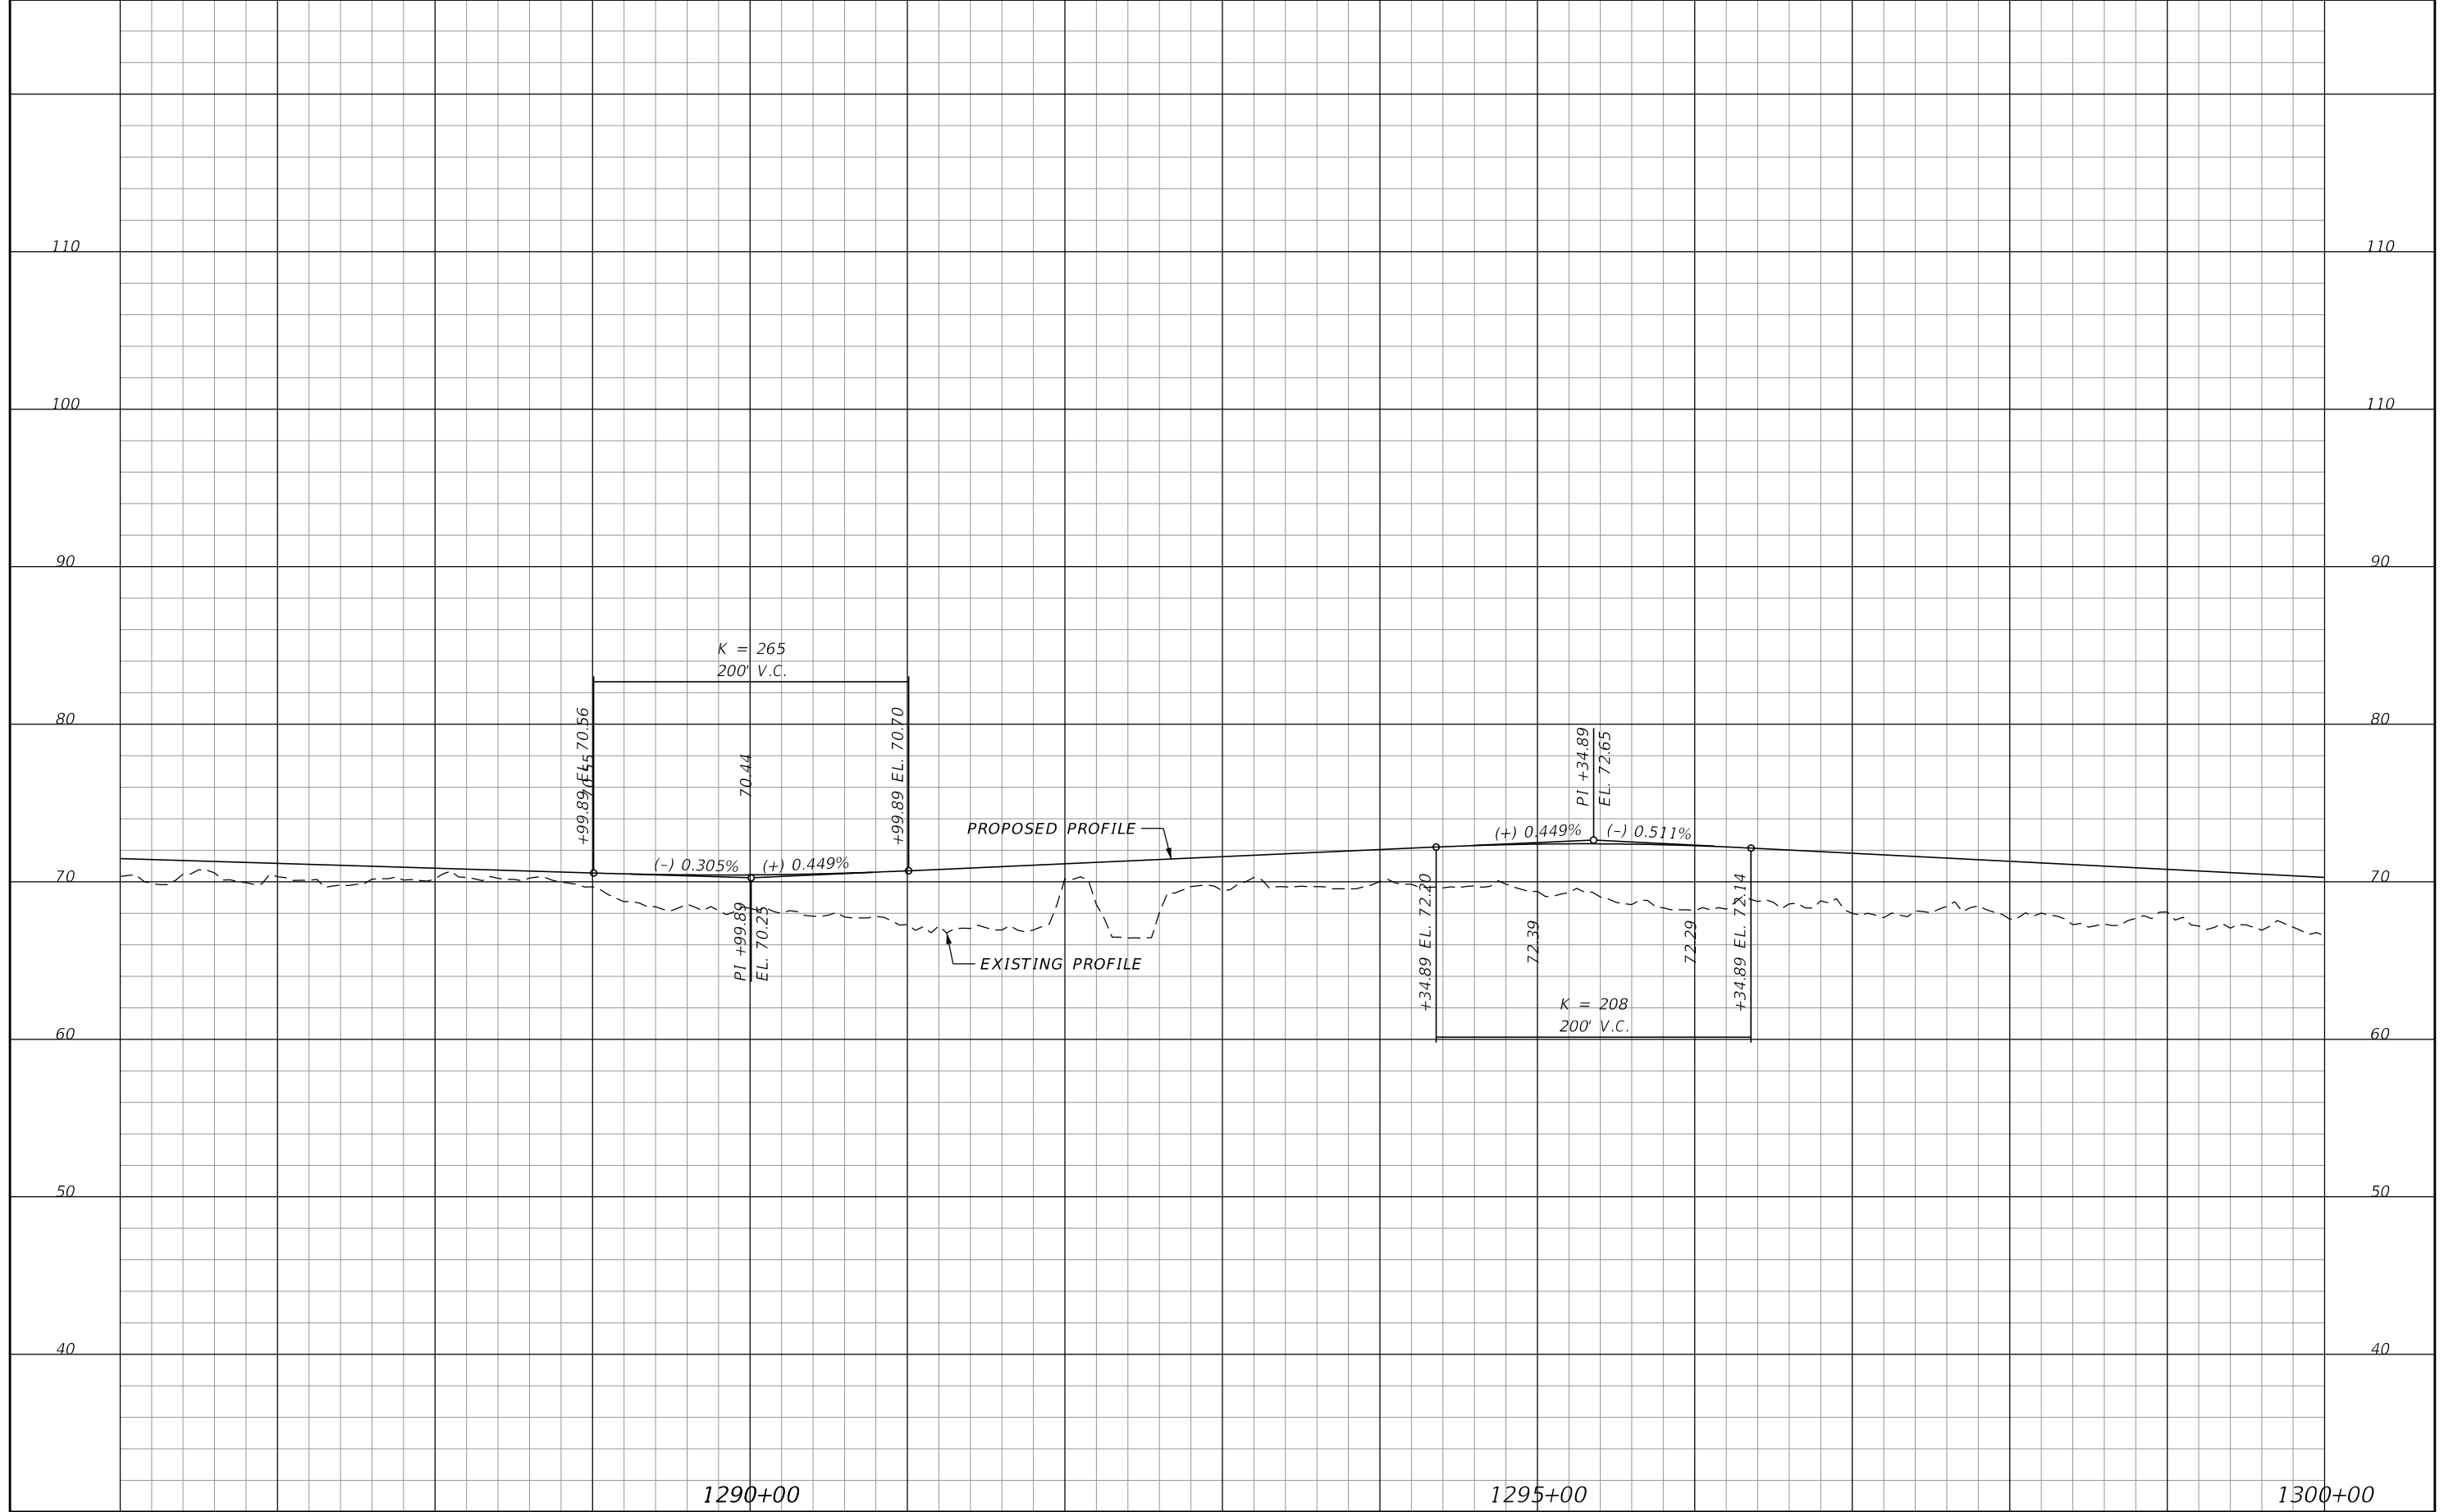 110
110
100
110
90
90
K = 265
200' V.C.
80
80
+99.89 EL. 70.56
70.55
70.44
+99.89 EL. 70.70
PI +34.89
EL. 72.65
PROPOSED PROFILE
(+) 0.449%
(-) 0.511%
(-) 0.305%
(+) 0.449%
70
70
PI +99.89
EL. 70.25
+34.89 EL. 72.20
72.39
72.29
+34.89 EL. 72.14
EXISTING PROFILE
K = 208
200' V.C.
60
60
50
50
40
40
1290+00
1295+00
1300+00